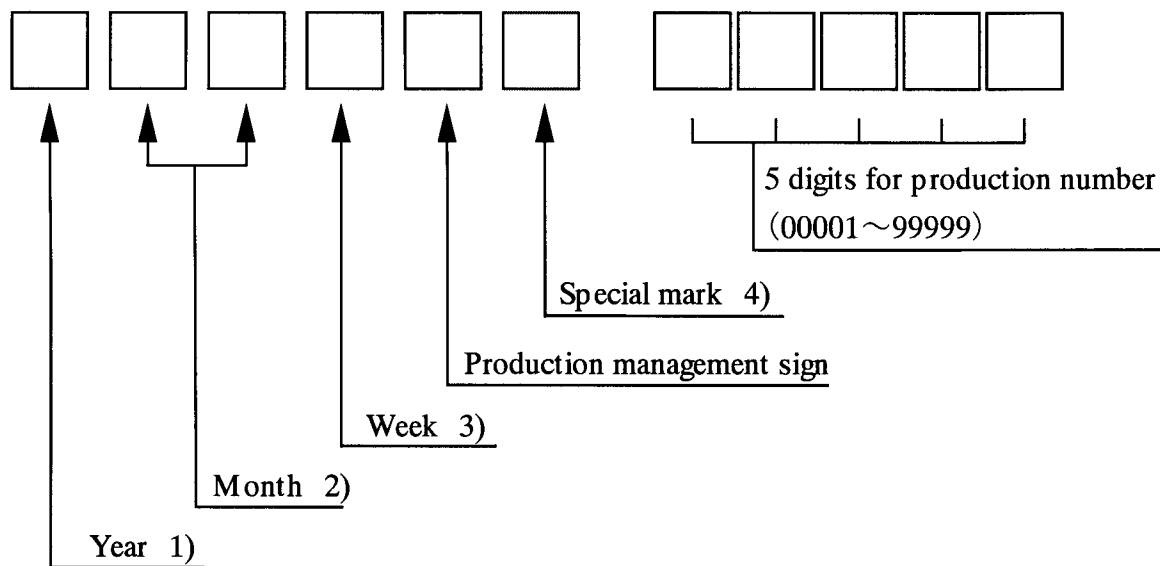 5 digits for production number
(00001～99999)
Special mark 4)
Production management sign
Week 3)
Month 2)
Year 1)